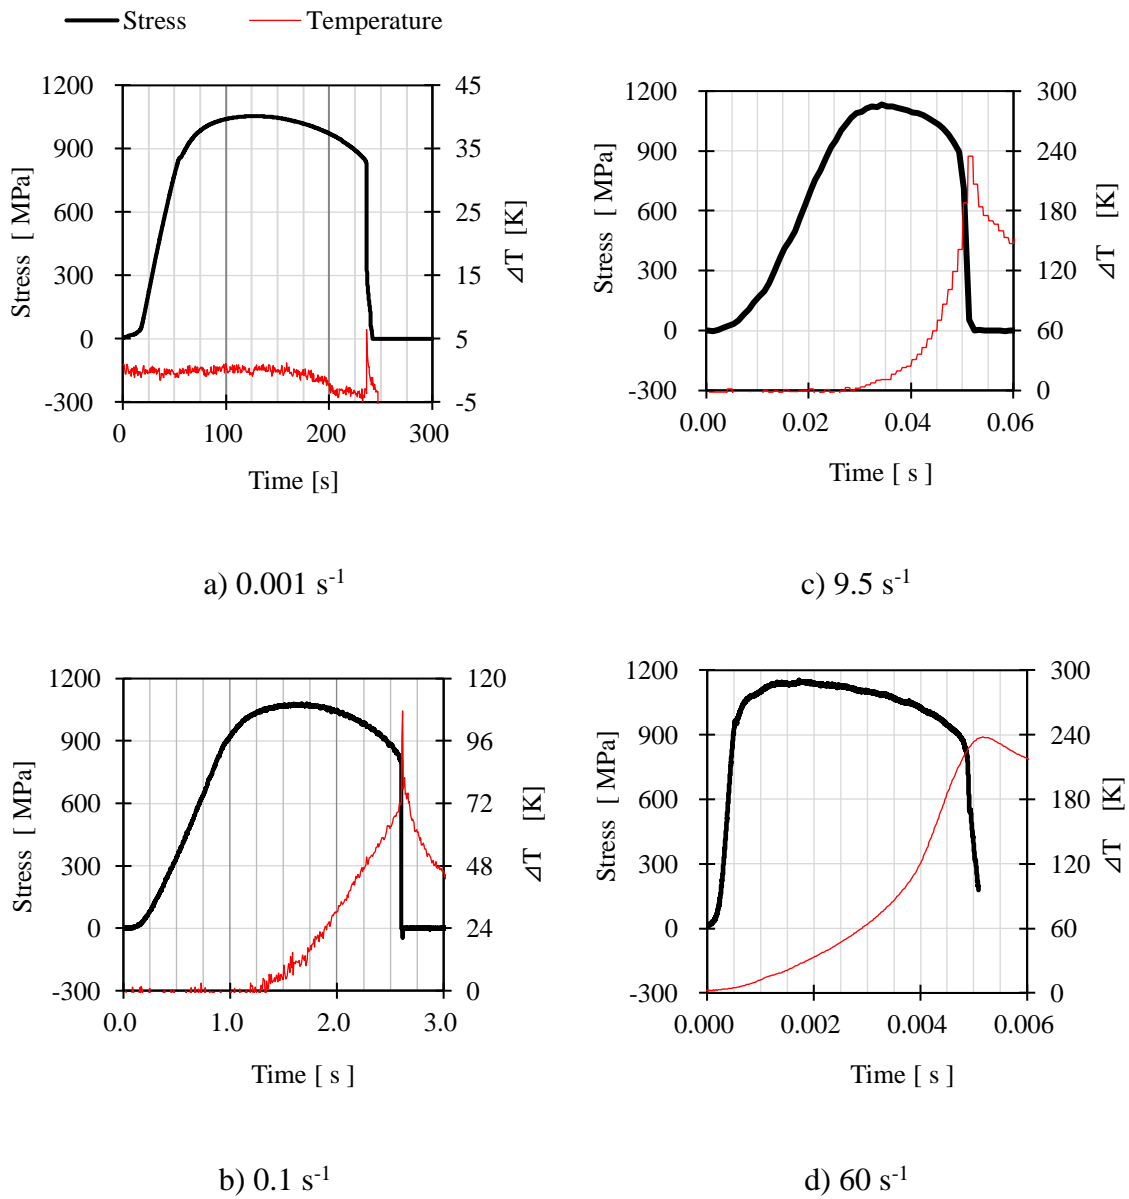 Stress Temperature
1200 45
900 35
600 25
300 15
0 5
-300 -5
0 100 200 300
Stress [ MPa]
ΔT [K]
Time [s]
a) 0.001 s-1
1200 300
900 240
600 180
300 120
0 60
-300 0
0.00 0.02 0.04 0.06
Stress [ MPa]
ΔT [K]
Time [ s ]
c) 9.5 s-1
1200 120
900 96
600 72
300 48
0 24
-300 0
0.0 1.0 2.0 3.0
Stress [ MPa]
ΔT [K]
Time [ s ]
b) 0.1 s-1
1200 300
900 240
600 180
300 120
0 60
-300 0
0.000 0.002 0.004 0.006
Stress [ MPa]
ΔT [K]
Time [ s ]
d) 60 s-1